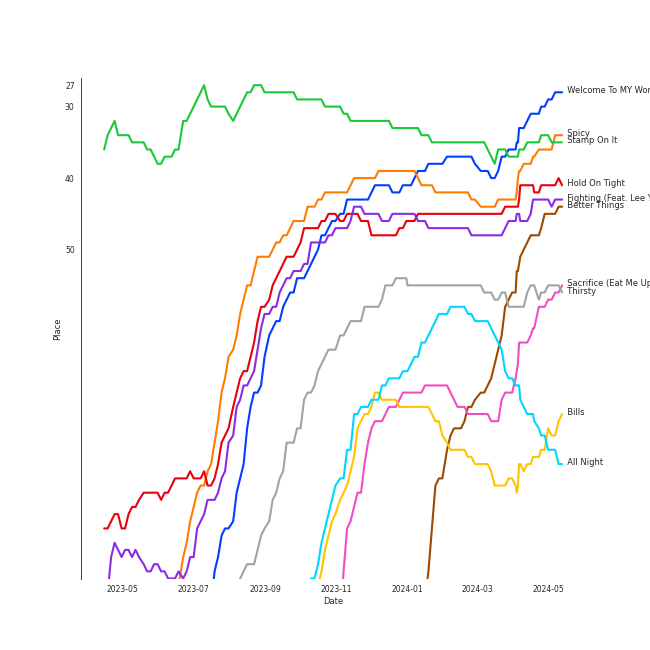 27
30
40
50
Place
2023-05
2023-07
2023-09
2023-11
2024-01
2024-03
2024-05
Date
Welcome To MY
Spicy
Stamp On It
Hold On Tight
Fighting (Feat. Lee
Better Things
Sacrifice (Eat Me Up
Thirsty
Bills
All Night